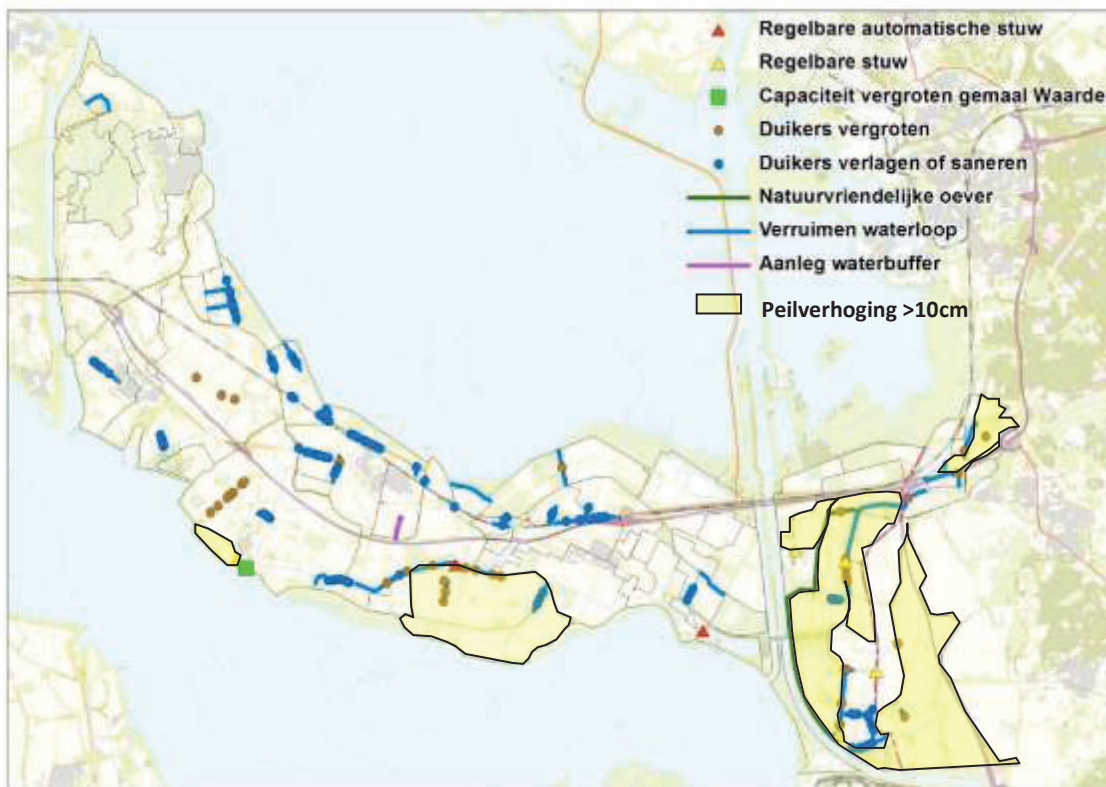 Regelbare automatische stuw
Regelbare stuw
Capaciteit vergroten gemaal Waarde
Duikers vergroten
Duikers verlagen of saneren
Natuurvriendelijke oever
Verruimen waterloop
Aanleg waterbuffer
Peilverhoging >10cm